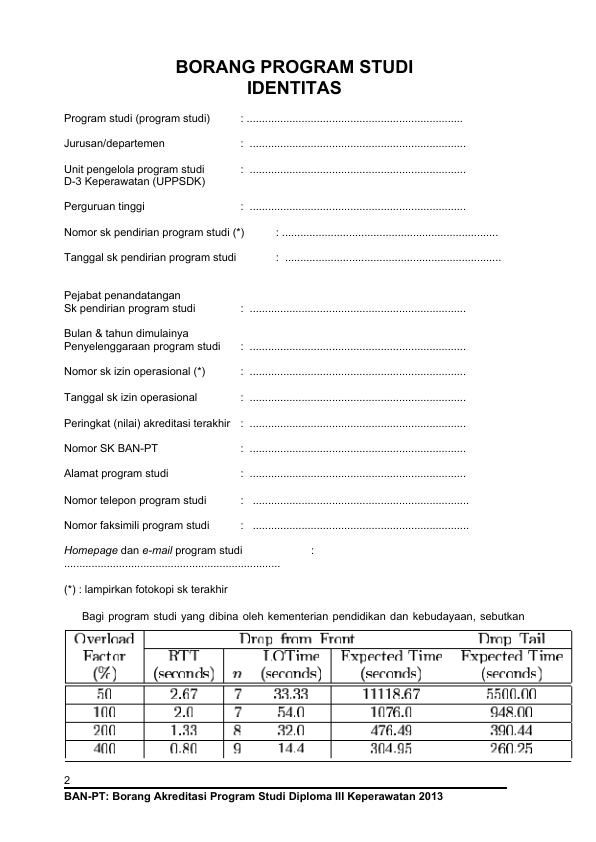 BORANG PROGRAM STUDI
IDENTITAS
Program studi (program studi) : .......................................................................
Jurusan/departemen : .......................................................................
Unit pengelola program studi : .......................................................................
D-3 Keperawatan (UPPSDK)
Perguruan tinggi : .......................................................................
Nomor sk pendirian program studi (*) : .......................................................................
Tanggal sk pendirian program studi : .......................................................................
Pejabat penandatangan
Sk pendirian program studi : .......................................................................
Bulan & tahun dimulainya
Penyelenggaraan program studi : .......................................................................
Nomor sk izin operasional (*) : .......................................................................
Tanggal sk izin operasional : .......................................................................
Peringkat (nilai) akreditasi terakhir : .......................................................................
Nomor SK BAN-PT : .......................................................................
Alamat program studi : .......................................................................
Nomor telepon program studi : .......................................................................
Nomor faksimili program studi : .......................................................................
Homepage dan e-mail program studi :
.......................................................................
(*) : lampirkan fotokopi sk terakhir
Bagi program studi yang dibina oleh kementerian pendidikan dan kebudayaan, sebutkan
Overload Drop from Front Drop Tail
Factor RTT LOTime Expected Time Expected Time
(%) (seconds) n (seconds) (seconds) (seconds)
50 2.67 7 33.33 11118.67 5500.00
100 2.0 7 54.0 1076.0 948.00
200 1.33 8 32.0 476.49 390.44
400 0.80 9 14.4 304.95 260.25
2
BAN-PT: Borang Akreditasi Program Studi Diploma III Keperawatan 2013